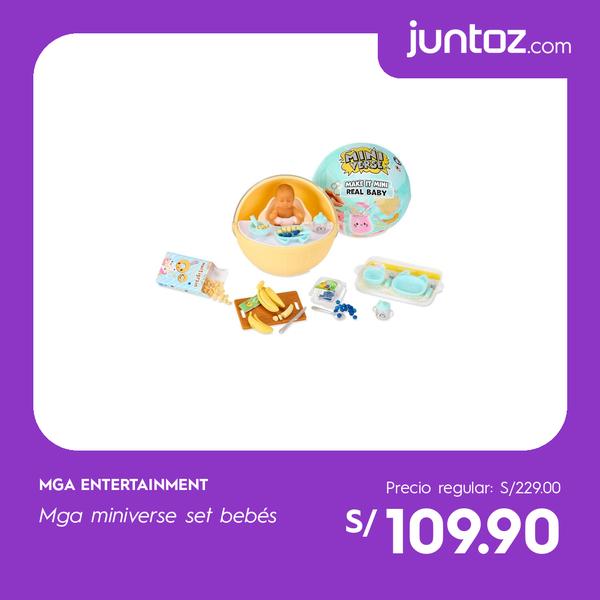 juntoz.com
MINI
VERSE
MAKE IT MINI
REAL BABY
MGA ENTERTAINMENT
Mga miniverse set bebés
Precio regular: S/229.00
S/ 109.90